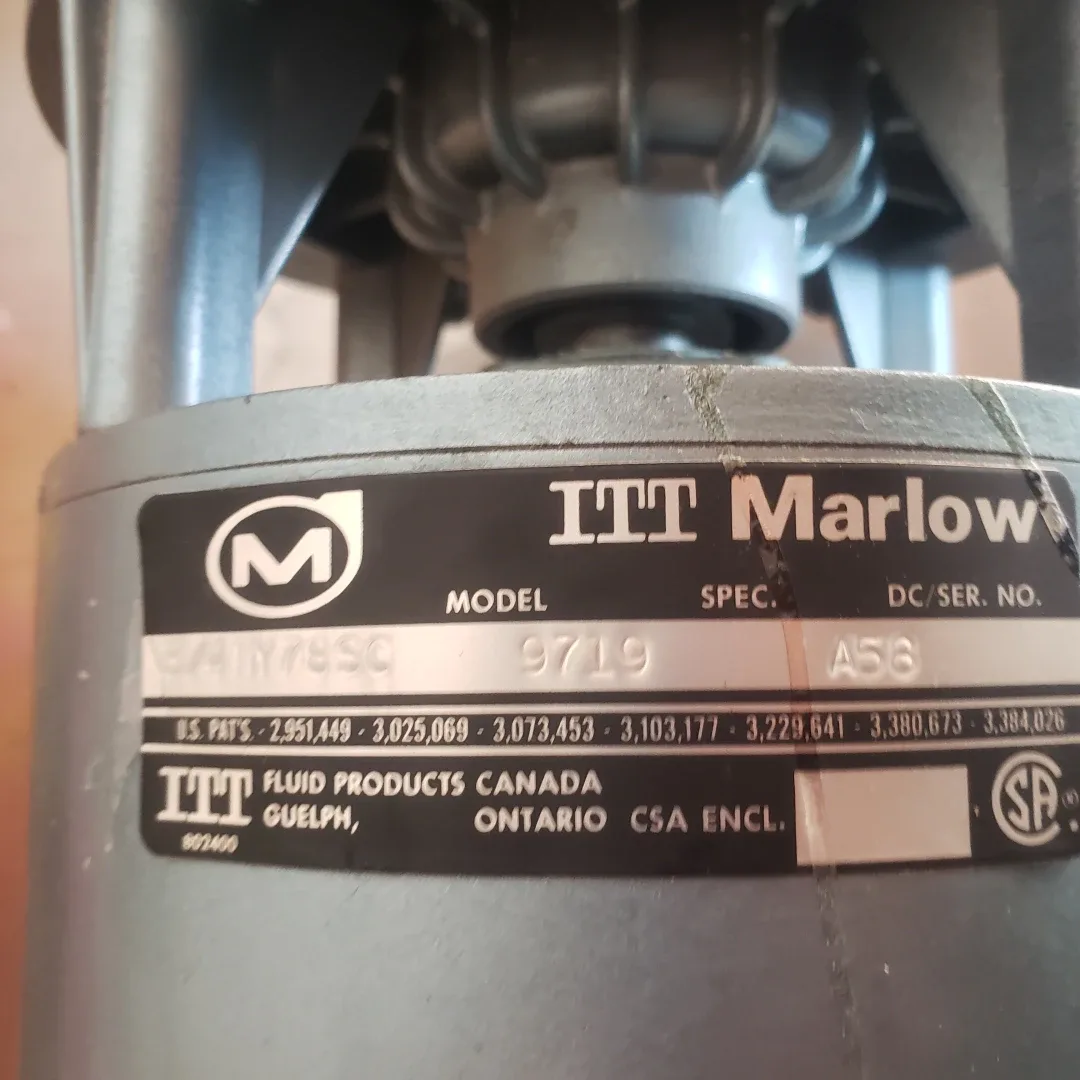 M
ITT Marlow
MODEL SPEC. DC/SER. NO.
9719 A58
U.S. PAT'S. - 2,951,449 - 3,025,069 - 3,073,453 - 3,103,177 - 3,229,641 - 3,380,673 - 3,384,026
ITT FLUID PRODUCTS CANADA
GUELPH, ONTARIO CSA ENCL.
802400
SA ®